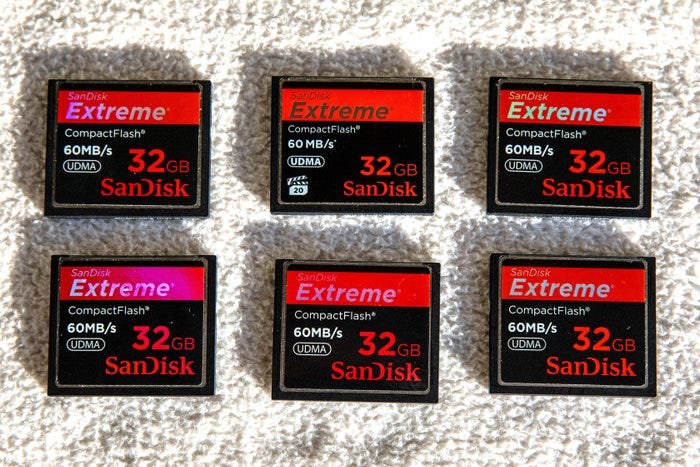 SanDisk
Extreme®
CompactFlash®
60MB/s
UDMA
32GB
SanDisk
SanDisk
Extreme®
CompactFlash®
60 MB/s*
UDMA
20
32GB
SanDisk
SanDisk
Extreme®
CompactFlash®
60MB/s
UDMA
32GB
SanDisk
SanDisk
Extreme®
CompactFlash®
60MB/s
UDMA
32GB
SanDisk
SanDisk
Extreme®
CompactFlash®
60MB/s
UDMA
32GB
SanDisk
SanDisk
Extreme®
CompactFlash®
60MB/s
UDMA
32GB
SanDisk